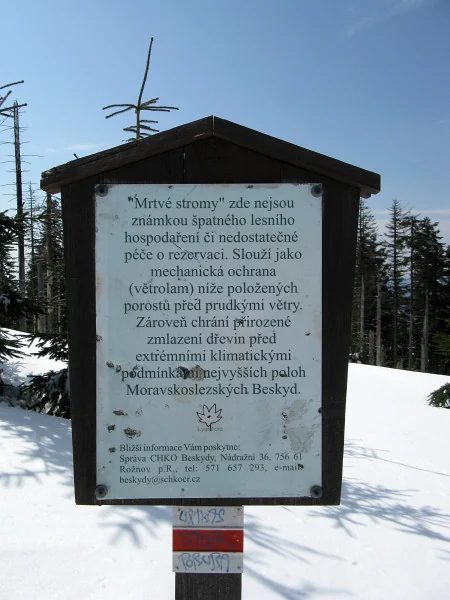 "Mrtvé stromy" zde nejsou
známkou špatného lesního
hospodaření či nedostatečné
péče o rezervaci. Slouží jako
mechanická ochrana
(větrolam) níže položených
porostů před prudkými větry.
Zároveň chrání přirozené
zmlazení dřevin před
extrémními klimatickými
podmínkami nejvyšších poloh
Moravskoslezských Beskyd.
Bližší informace Vám poskytne:
Správa CHKO Beskydy, Nádražní 36, 756 61
Rožnov p.R., tel: 571 657 293, e-mail:
beskydy@schkocr.cz